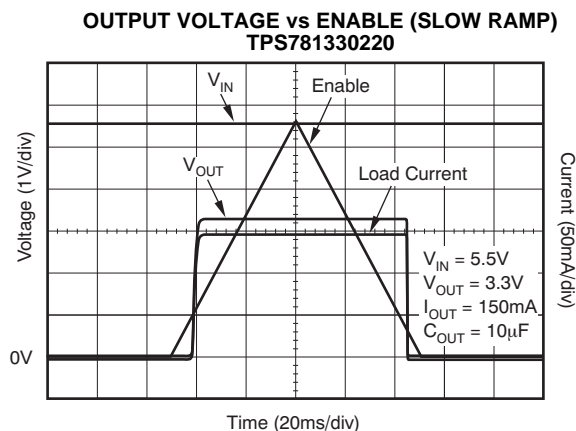 OUTPUT VOLTAGE vs ENABLE (SLOW RAMP)
TPS781330220
V_IN
Enable
V_OUT
Load Current
Voltage (1V/div)
Current (50mA/div)
V_IN = 5.5V
V_OUT = 3.3V
I_OUT = 150mA
C_OUT = 10μF
0V
Time (20ms/div)